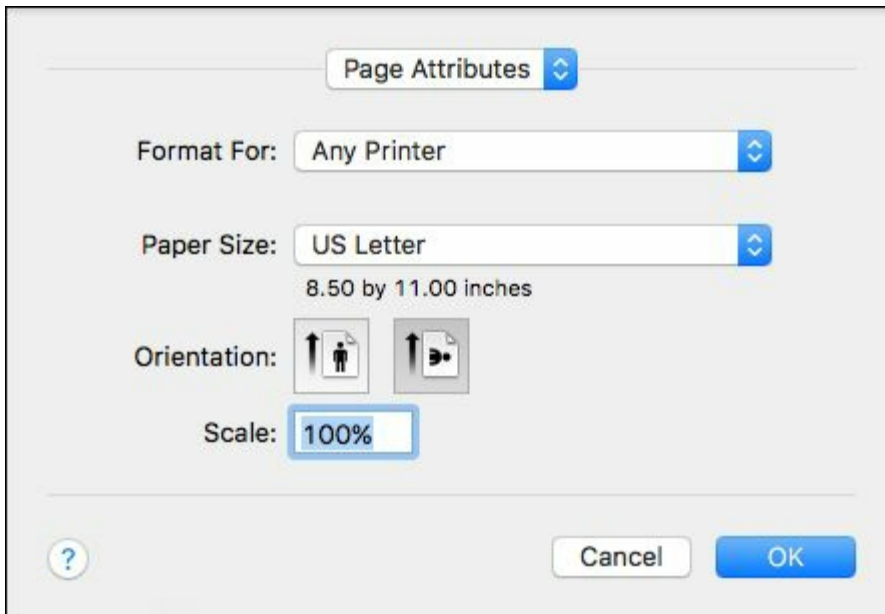 Page Attributes
Format For: Any Printer
Paper Size: US Letter
8.50 by 11.00 inches
Orientation:
Scale: 100%
? Cancel OK